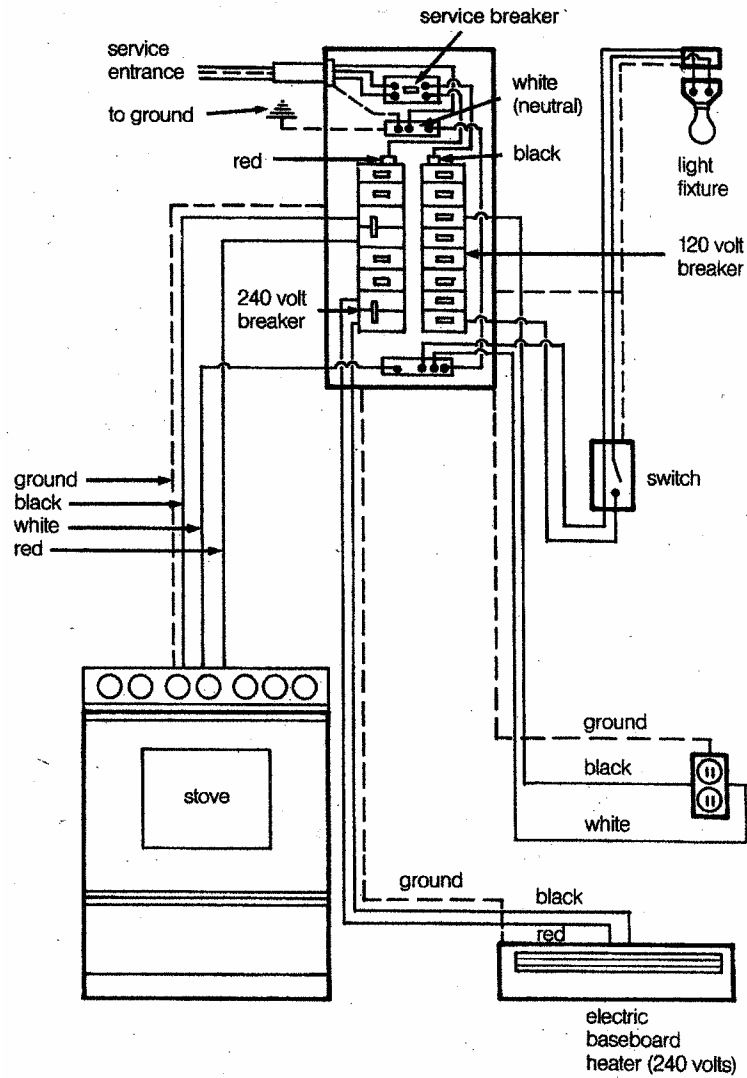 service breaker
service
entrance
white
(neutral)
to ground
red
black
light
fixture
120 volt
breaker
240 volt
breaker
ground
black
white
red
switch
stove
ground
black
white
ground
black
red
electric
baseboard
heater (240 volts)